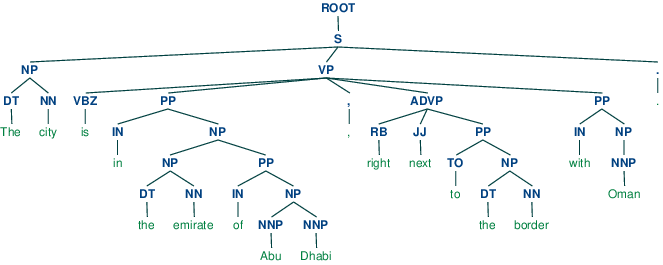 ROOT
S
NP VP .
DT NN VBZ PP , ADVP PP .
The city is IN NP , RB JJ PP IN NP
in NP PP right next TO NP with NNP
DT NN IN NP to DT NN Oman
the emirate of NNP NNP the border
Abu Dhabi